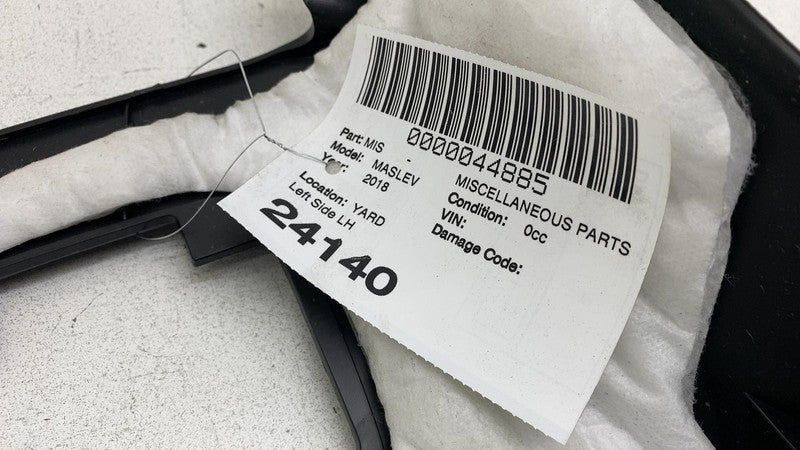 0000044885
Part: MIS - MISCELLANEOUS PARTS
Model: MASLEV Condition: 0cc
Year: 2018 VIN:
Damage Code:
Location: YARD
Left Side LH
24140